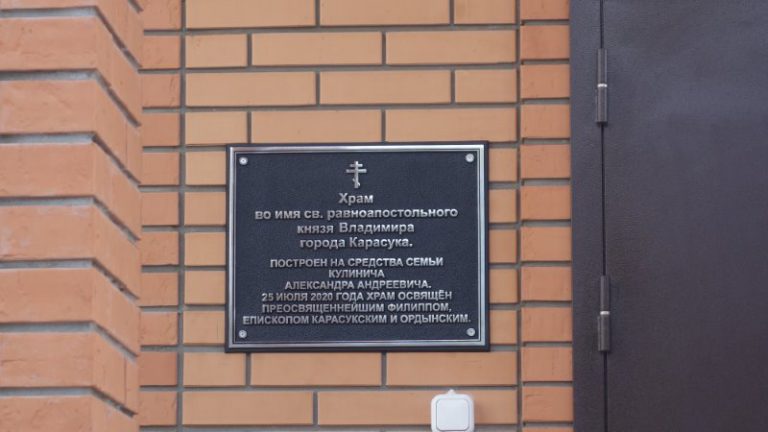 Храм
во имя св. равноапостольного
князя Владимира
города Карасука.
ПОСТРОЕН НА СРЕДСТВА СЕМЬИ
КУЛИНИЧА
АЛЕКСАНДРА АНДРЕЕВИЧА.
25 ИЮЛЯ 2020 ГОДА ХРАМ ОСВЯЩЁН
ПРЕОСВЯЩЕННЕЙШИМ ФИЛИППОМ,
ЕПИСКОПОМ КАРАСУКСКИМ И ОРДЫНСКИМ.